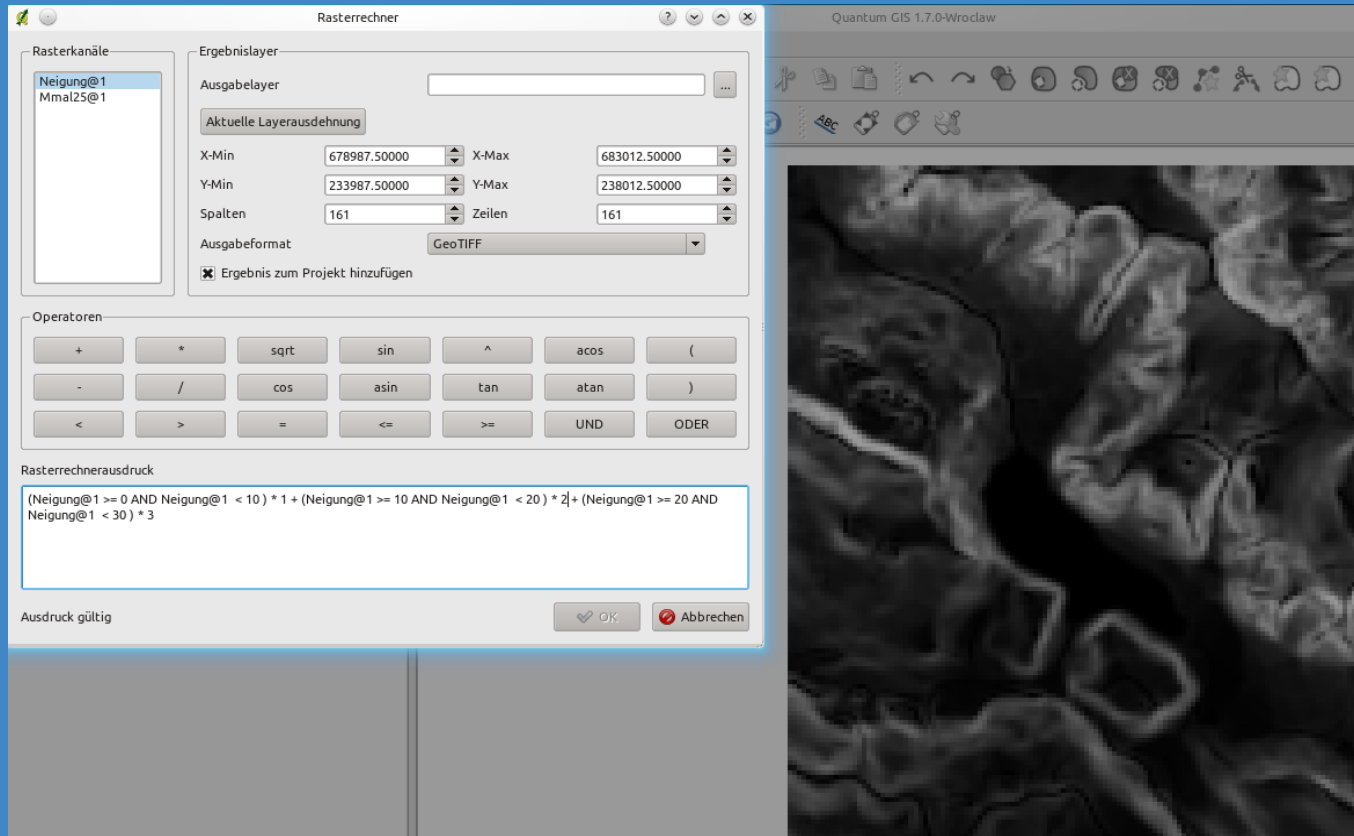 Rasterrechner
Quantum GIS 1.7.0-Wroclaw
Rasterkanäle
Neigung@1
Mmal25@1
Ergebnislayer
Ausgabelayer
...
Aktuelle Layerausdehnung
X-Min 678987.50000 X-Max 683012.50000
Y-Min 233987.50000 Y-Max 238012.50000
Spalten 161 Zeilen 161
Ausgabeformat GeoTIFF
Ergebnis zum Projekt hinzufügen
Operatoren
+ * sqrt sin ^ acos (
- / cos asin tan atan )
< > = <= >= UND ODER
Rasterrechnerausdruck
(Neigung@1 >= 0 AND Neigung@1 < 10 ) * 1 + (Neigung@1 >= 10 AND Neigung@1 < 20 ) * 2+ (Neigung@1 >= 20 AND
Neigung@1 < 30 ) * 3
Ausdruck gültig
OK
Abbrechen
ABC